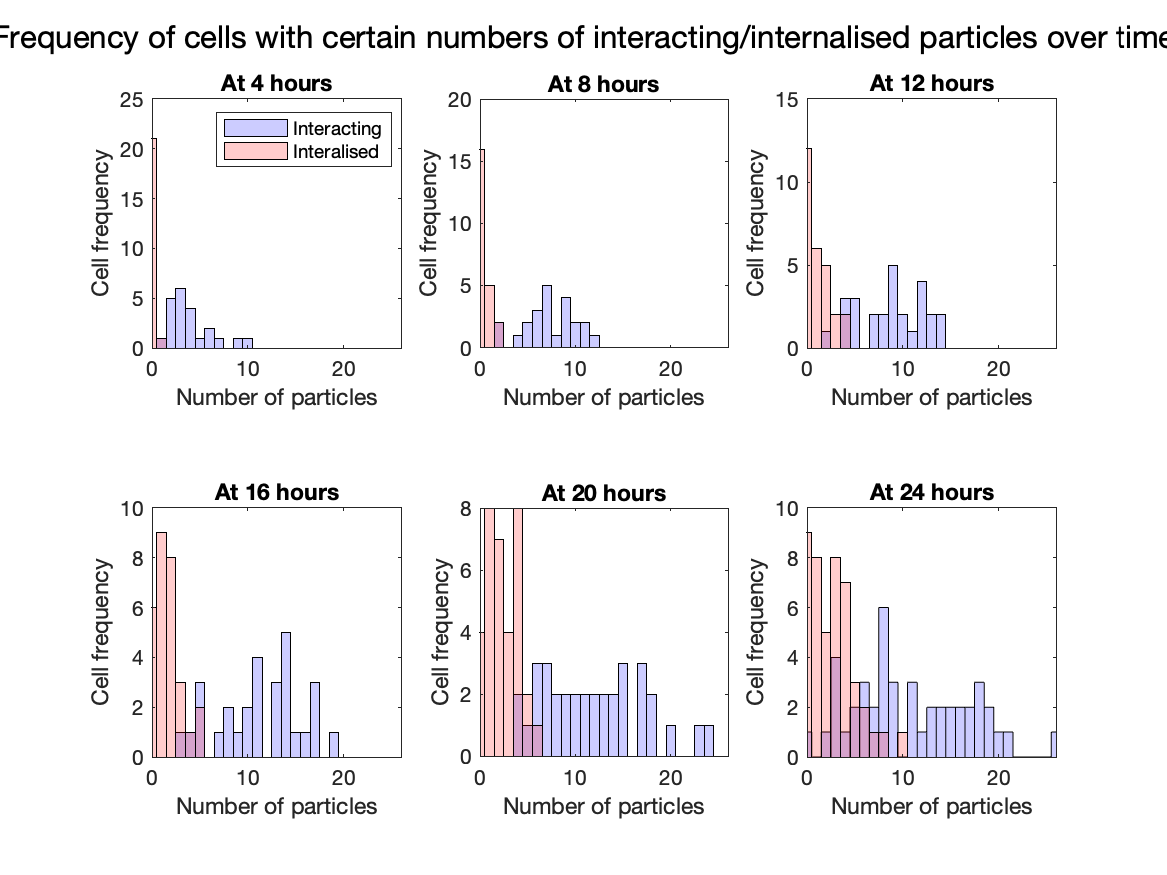 Frequency of cells with certain numbers of interacting/internalised particles over time
At 4 hours
25
20
15
10
5
0
Cell frequency
Interacting
Interalised
0 10 20
Number of particles
At 8 hours
20
15
10
5
0
Cell frequency
0 10 20
Number of particles
At 12 hours
15
10
5
0
Cell frequency
0 10 20
Number of particles
At 16 hours
10
8
6
4
2
0
Cell frequency
0 10 20
Number of particles
At 20 hours
8
6
4
2
0
Cell frequency
0 10 20
Number of particles
At 24 hours
10
8
6
4
2
0
Cell frequency
0 10 20
Number of particles